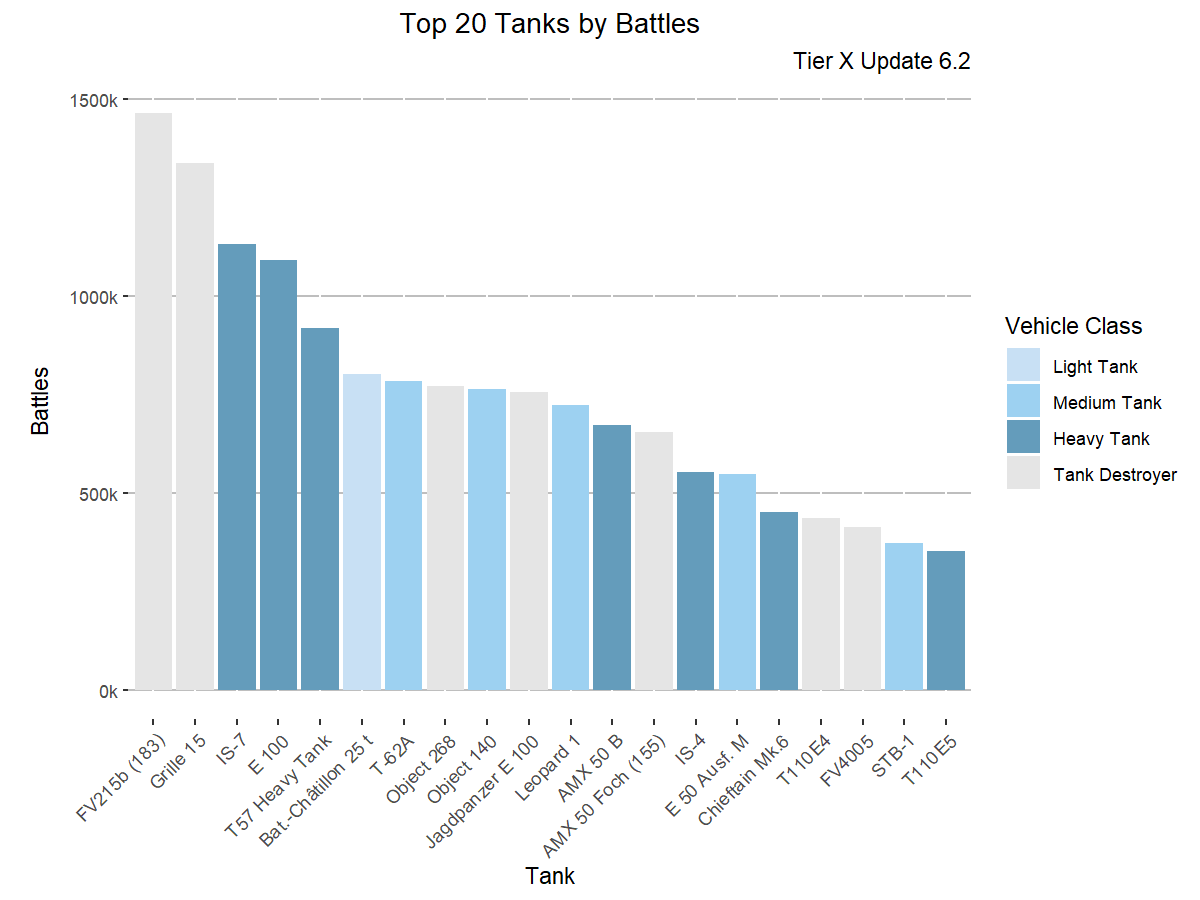 Top 20 Tanks by Battles
Tier X Update 6.2
1500k
1000k
500k
0k
Battles
FV215b (183)
Grille 15
IS-7
E 100
T57 Heavy Tank
Bat.-Châtillon 25 t
T-62A
Object 268
Object 140
Jagdpanzer E 100
Leopard 1
AMX 50 B
AMX 50 Foch (155)
IS-4
E 50 Ausf. M
Chieftain Mk.6
T110E4
FV4005
STB-1
T110E5
Tank
Vehicle Class
Light Tank
Medium Tank
Heavy Tank
Tank Destroyer